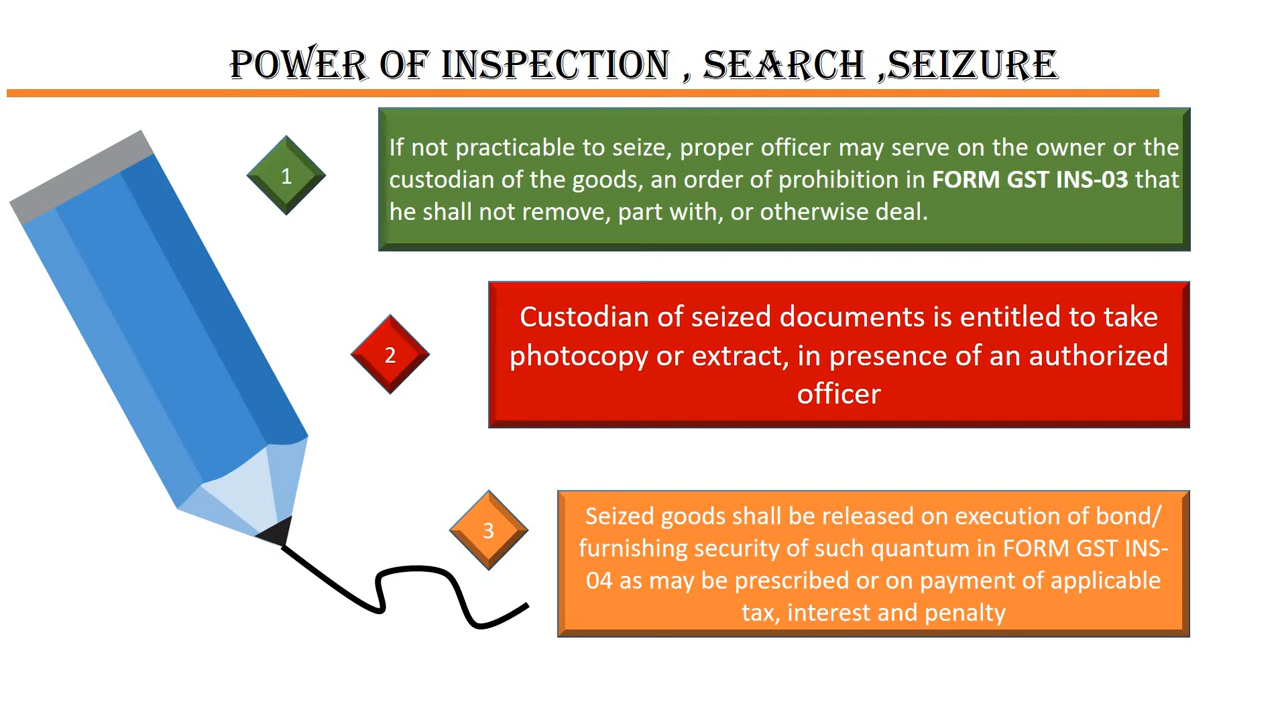 POWER OF INSPECTION , SEARCH ,SEIZURE
1
If not practicable to seize, proper officer may serve on the owner or the
custodian of the goods, an order of prohibition in FORM GST INS-03 that
he shall not remove, part with, or otherwise deal.
2
Custodian of seized documents is entitled to take
photocopy or extract, in presence of an authorized
officer
3
Seized goods shall be released on execution of bond/
furnishing security of such quantum in FORM GST INS-
04 as may be prescribed or on payment of applicable
tax, interest and penalty